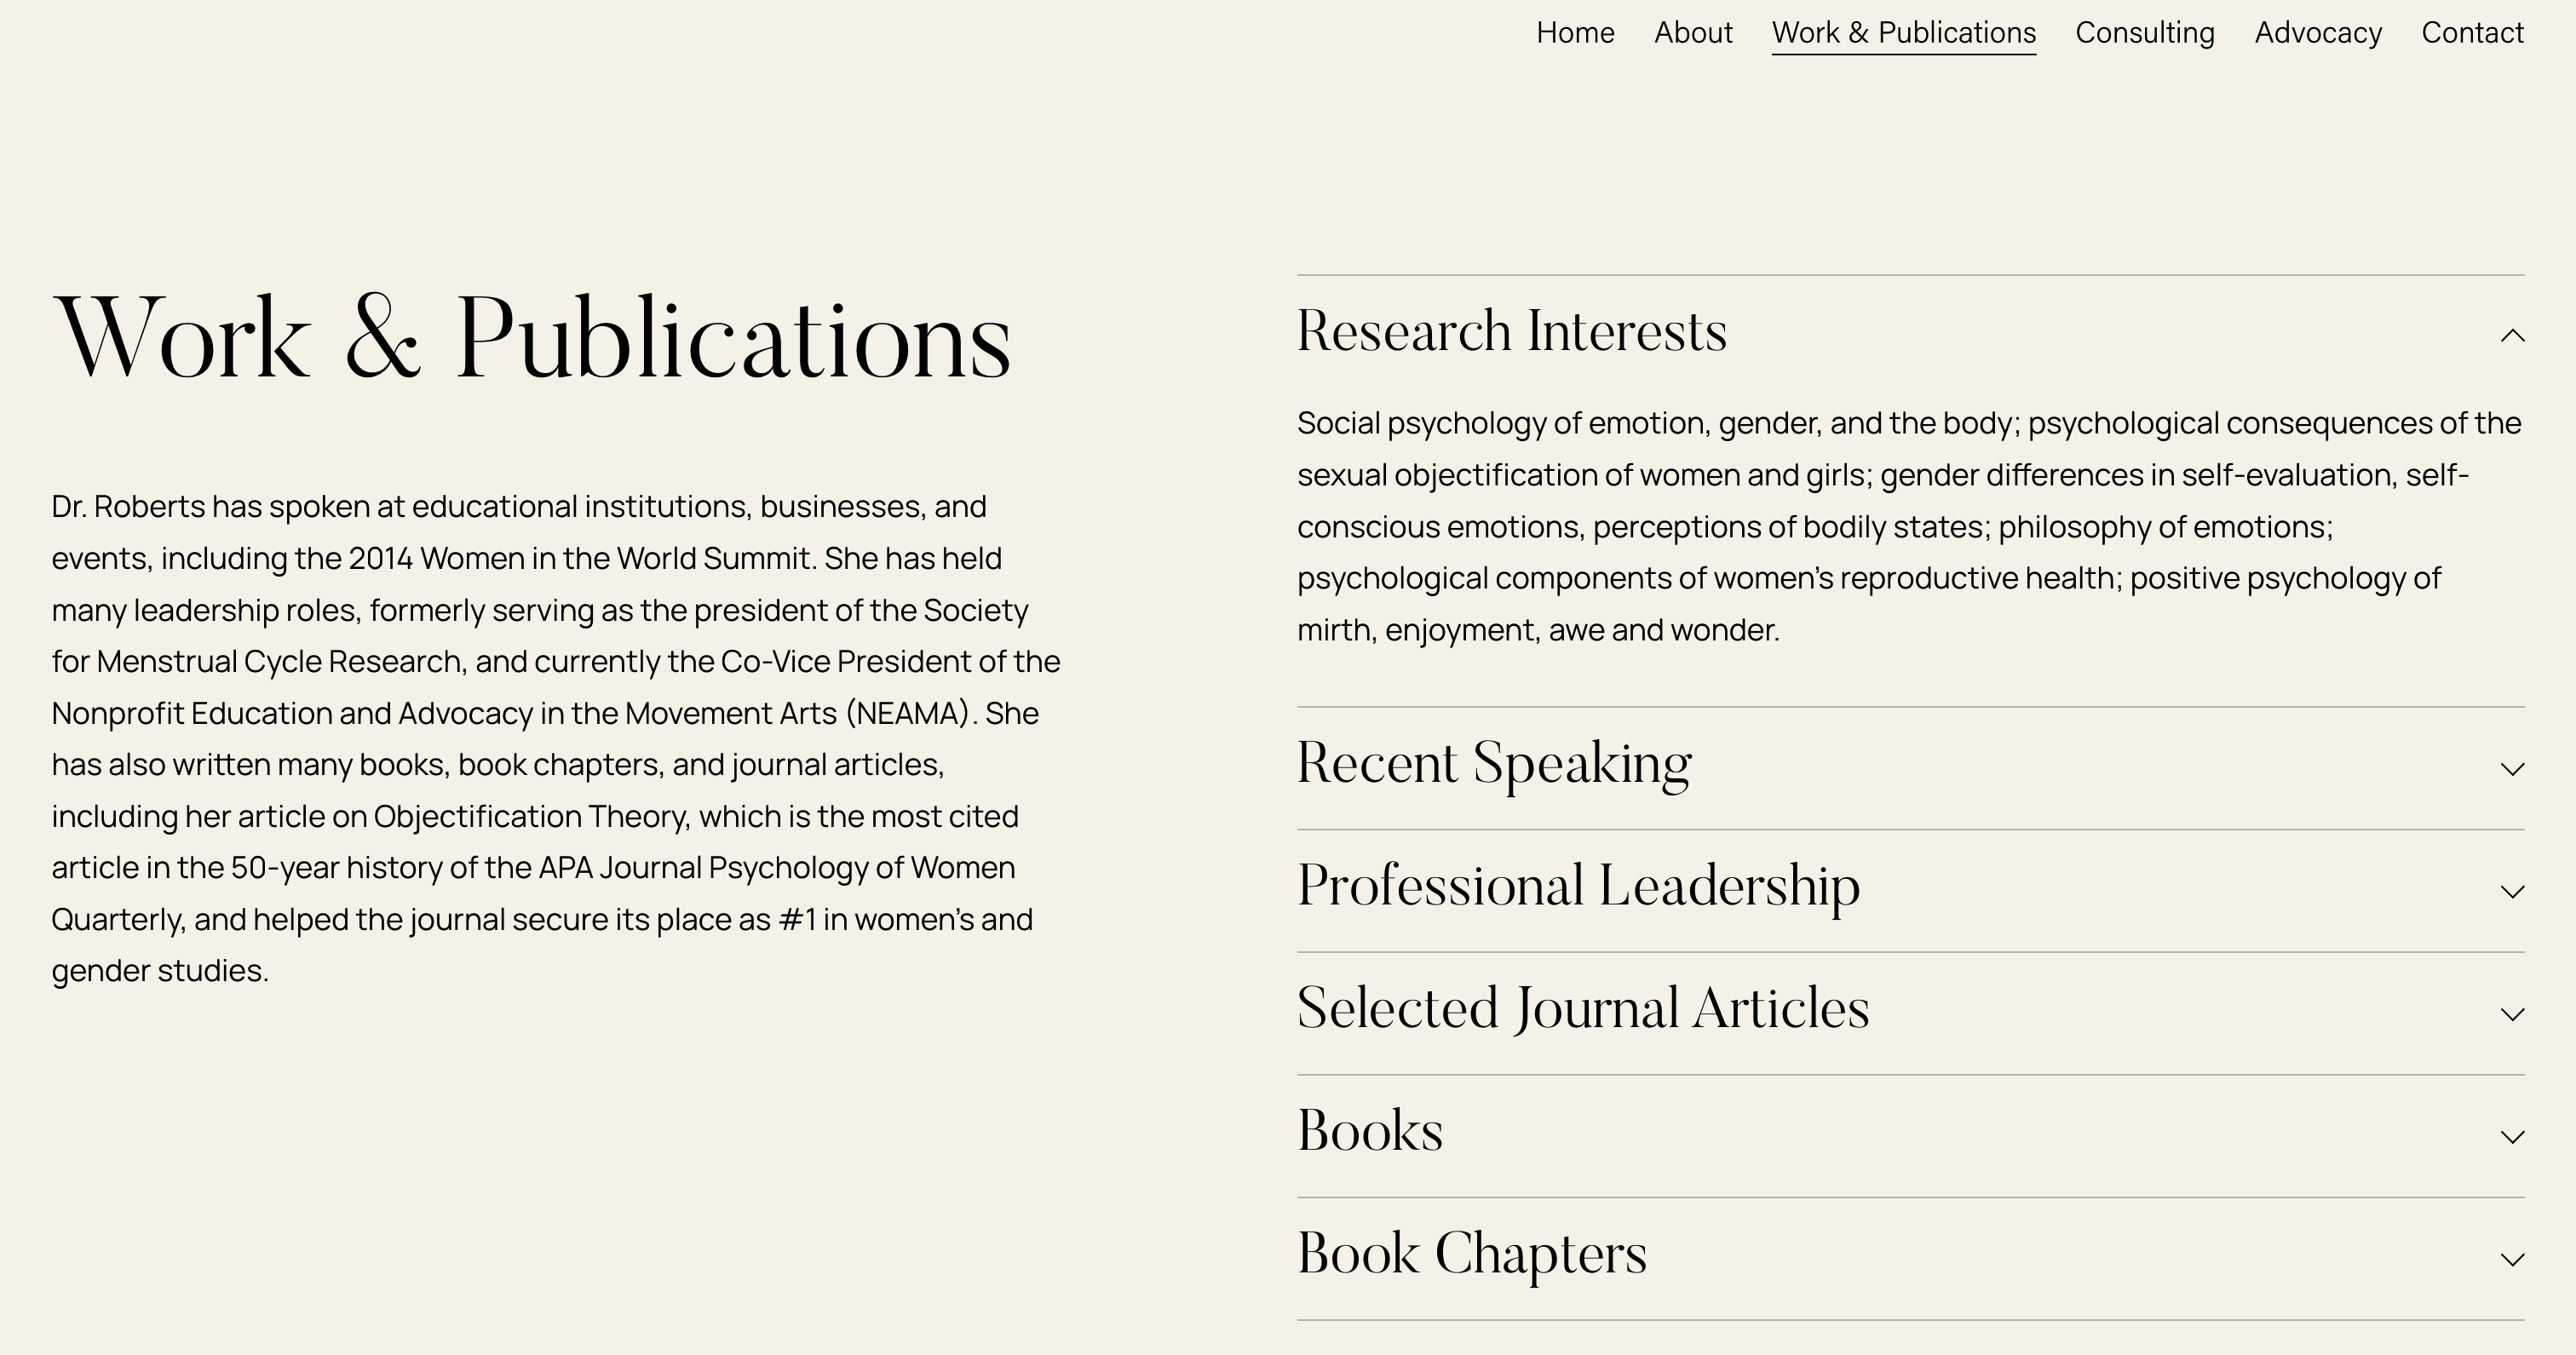 Home About Work & Publications Consulting Advocacy Contact
Work & Publications
Dr. Roberts has spoken at educational institutions, businesses, and
events, including the 2014 Women in the World Summit. She has held
many leadership roles, formerly serving as the president of the Society
for Menstrual Cycle Research, and currently the Co-Vice President of the
Nonprofit Education and Advocacy in the Movement Arts (NEAMA). She
has also written many books, book chapters, and journal articles,
including her article on Objectification Theory, which is the most cited
article in the 50-year history of the APA Journal Psychology of Women
Quarterly, and helped the journal secure its place as #1 in women’s and
gender studies.
Research Interests
Social psychology of emotion, gender, and the body; psychological consequences of the
sexual objectification of women and girls; gender differences in self-evaluation, self-
conscious emotions, perceptions of bodily states; philosophy of emotions;
psychological components of women’s reproductive health; positive psychology of
mirth, enjoyment, awe and wonder.
Recent Speaking
Professional Leadership
Selected Journal Articles
Books
Book Chapters